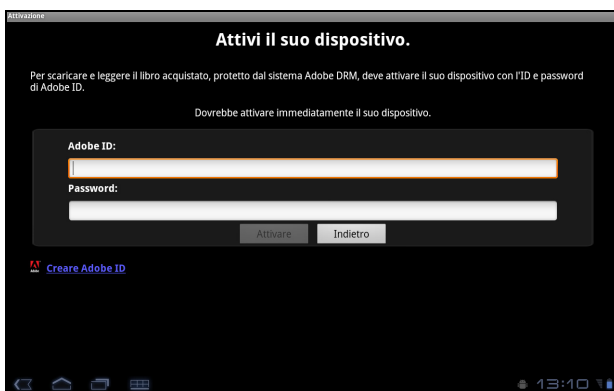 Attivazione
Attivi il suo dispositivo.
Per scaricare e leggere il libro acquistato, protetto dal sistema Adobe DRM, deve attivare il suo dispositivo con l'ID e password
di Adobe ID.
Dovrebbe attivare immediatamente il suo dispositivo.
Adobe ID:
Password:
Attivare Indietro
Adobe Creare Adobe ID
13:10